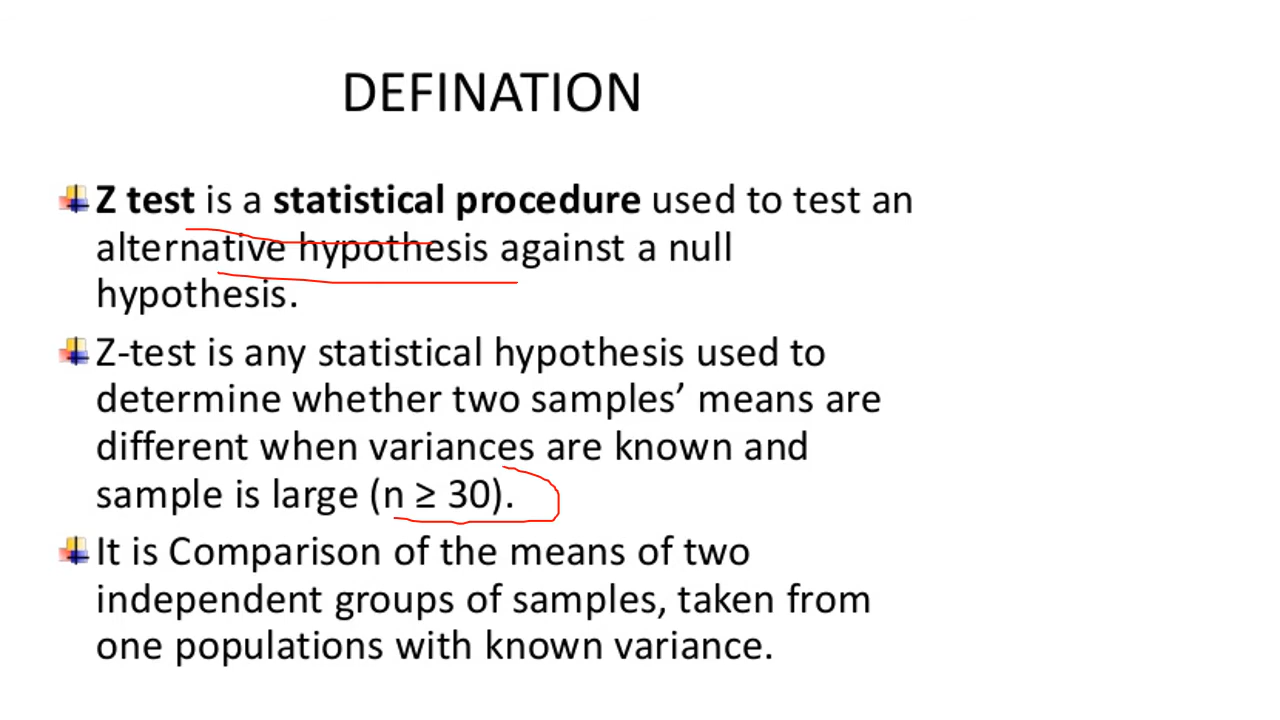 DEFINATION
Z test is a statistical procedure used to test an
alternative hypothesis against a null
hypothesis.
Z-test is any statistical hypothesis used to
determine whether two samples’ means are
different when variances are known and
sample is large (n ≥ 30).
It is Comparison of the means of two
independent groups of samples, taken from
one populations with known variance.